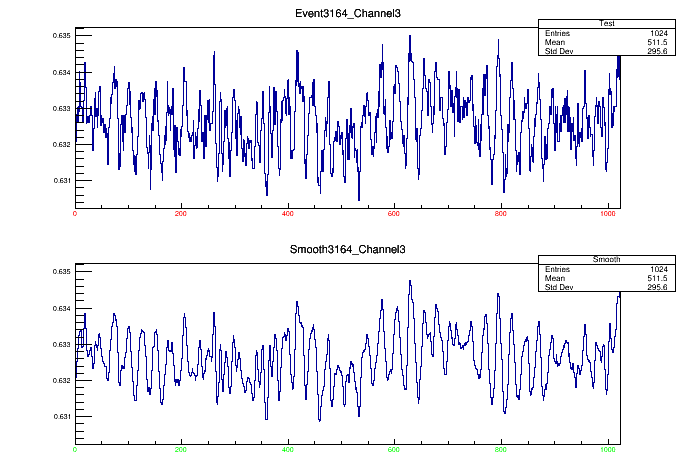 Event3164_Channel3
Test
Entries 1024
Mean 511.5
Std Dev 295.6
0.635
0.634
0.633
0.632
0.631
0 200 400 600 800 1000
Smooth3164_Channel3
Smooth
Entries 1024
Mean 511.5
Std Dev 295.6
0.635
0.634
0.633
0.632
0.631
0 200 400 600 800 1000